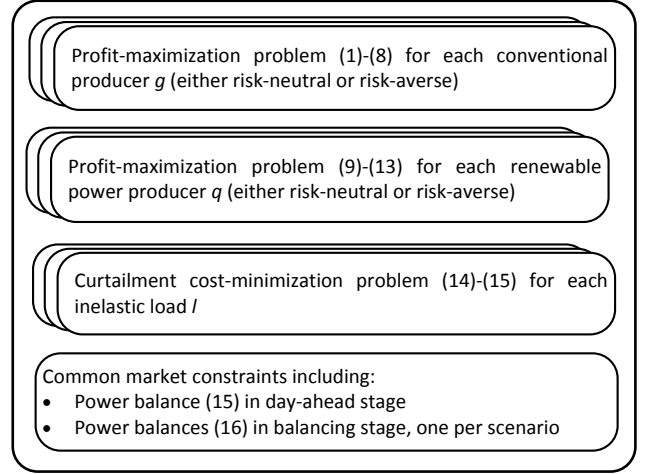 Profit-maximization problem (1)-(8) for each conventional
producer g (either risk-neutral or risk-averse)
Profit-maximization problem (9)-(13) for each renewable
power producer q (either risk-neutral or risk-averse)
Curtailment cost-minimization problem (14)-(15) for each
inelastic load l
Common market constraints including:
• Power balance (15) in day-ahead stage
• Power balances (16) in balancing stage, one per scenario